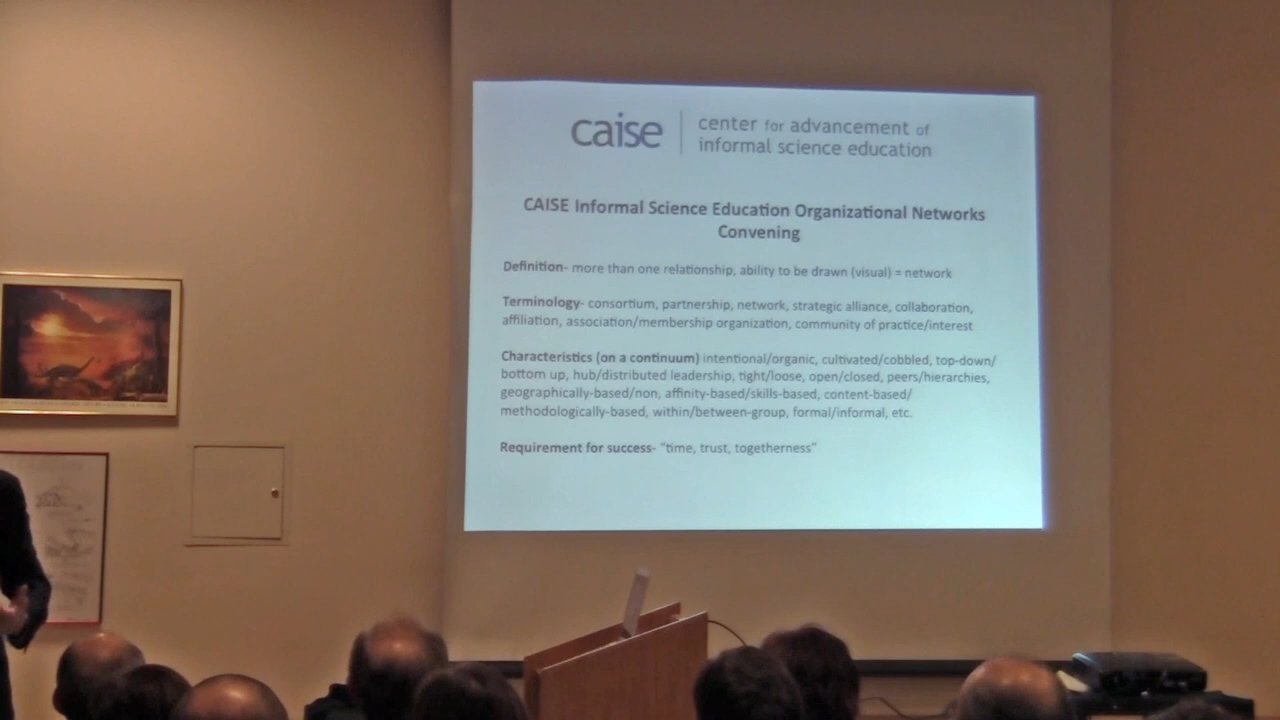 caise
center for advancement of
informal science education
CAISE Informal Science Education Organizational Networks
Convening
Definition- more than one relationship, ability to be drawn (visual) = network
Terminology- consortium, partnership, network, strategic alliance, collaboration,
affiliation, association/membership organization, community of practice/interest
Characteristics (on a continuum) intentional/organic, cultivated/cobbled, top-down/
bottom up, hub/distributed leadership, tight/loose, open/closed, peers/hierarchies,
geographically-based/non, affinity-based/skills-based, content-based/
methodologically-based, within/between-group, formal/informal, etc.
Requirement for success- "time, trust, togetherness"